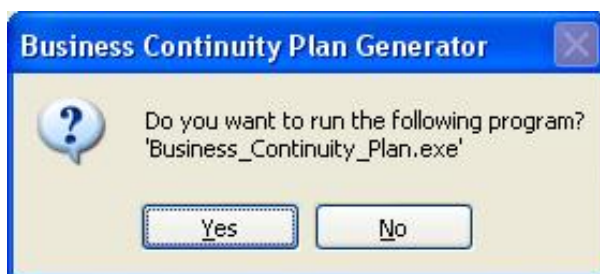 Business Continuity Plan Generator
Do you want to run the following program?
'Business_Continuity_Plan.exe'
Yes
No